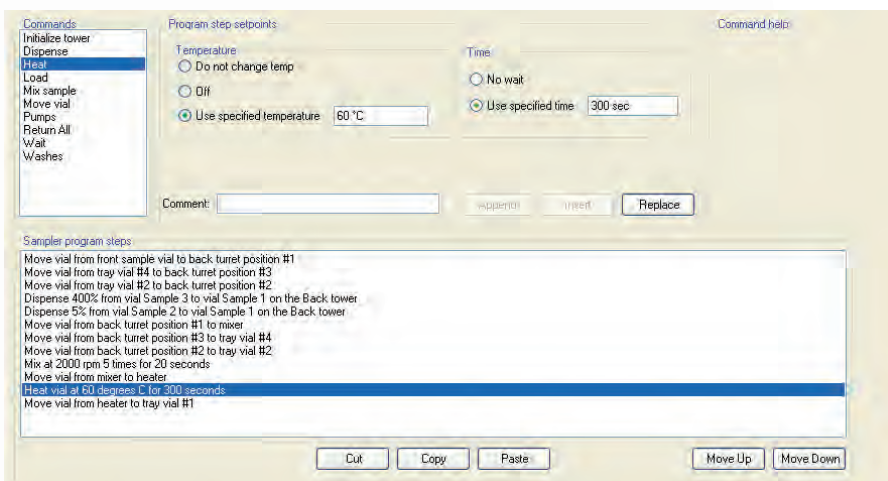 Commands
Initialize tower
Dispense
Heat
Load
Mix sample
Move vial
Pumps
Return All
Wait
Washes
Program step setpoints
Temperature
Do not change temp
Off
Use specified temperature 60 °C
Time
No wait
Use specified time 300 sec
Command help:
Comment:
Append Insert Replace
Sampler program steps
Move vial from front sample vial to back turret position #1
Move vial from tray vial #4 to back turret position #3
Move vial from tray vial #2 to back turret position #2
Dispense 400% from vial Sample 3 to vial Sample 1 on the Back tower
Dispense 5% from vial Sample 2 to vial Sample 1 on the Back tower
Move vial from back turret position #1 to mixer
Move vial from back turret position #3 to tray vial #4
Move vial from back turret position #2 to tray vial #2
Mix at 2000 rpm 5 times for 20 seconds
Move vial from mixer to heater
Heat vial at 60 degrees C for 300 seconds
Move vial from heater to tray vial #1
Cut Copy Paste Move Up Move Down